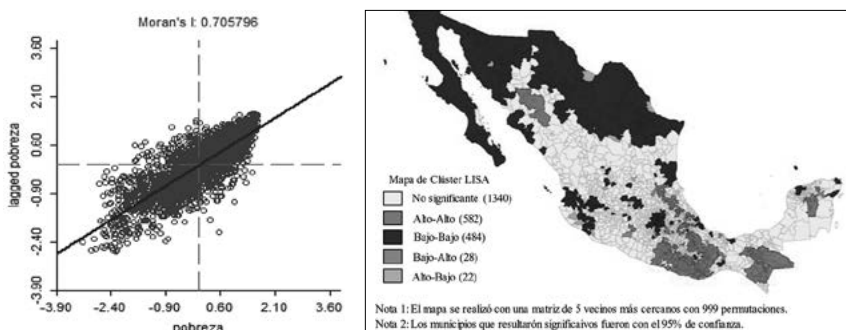 Moran's I: 0.705796
lagged pobreza
3.60
2.10
0.60
-0.90
-2.40
-3.90
-3.90
-2.40
-0.90
0.60
2.10
3.60
pobreza
Mapa de Clúster LISA
No significante (1340)
Alto-Alto (582)
Bajo-Bajo (484)
Bajo-Alto (28)
Alto-Bajo (22)
Nota 1: El mapa se realizó con una matriz de 5 vecinos más cercanos con 999 permutaciones.
Nota 2: Los municipios que resultarón significaivos fueron con el 95% de confianza.